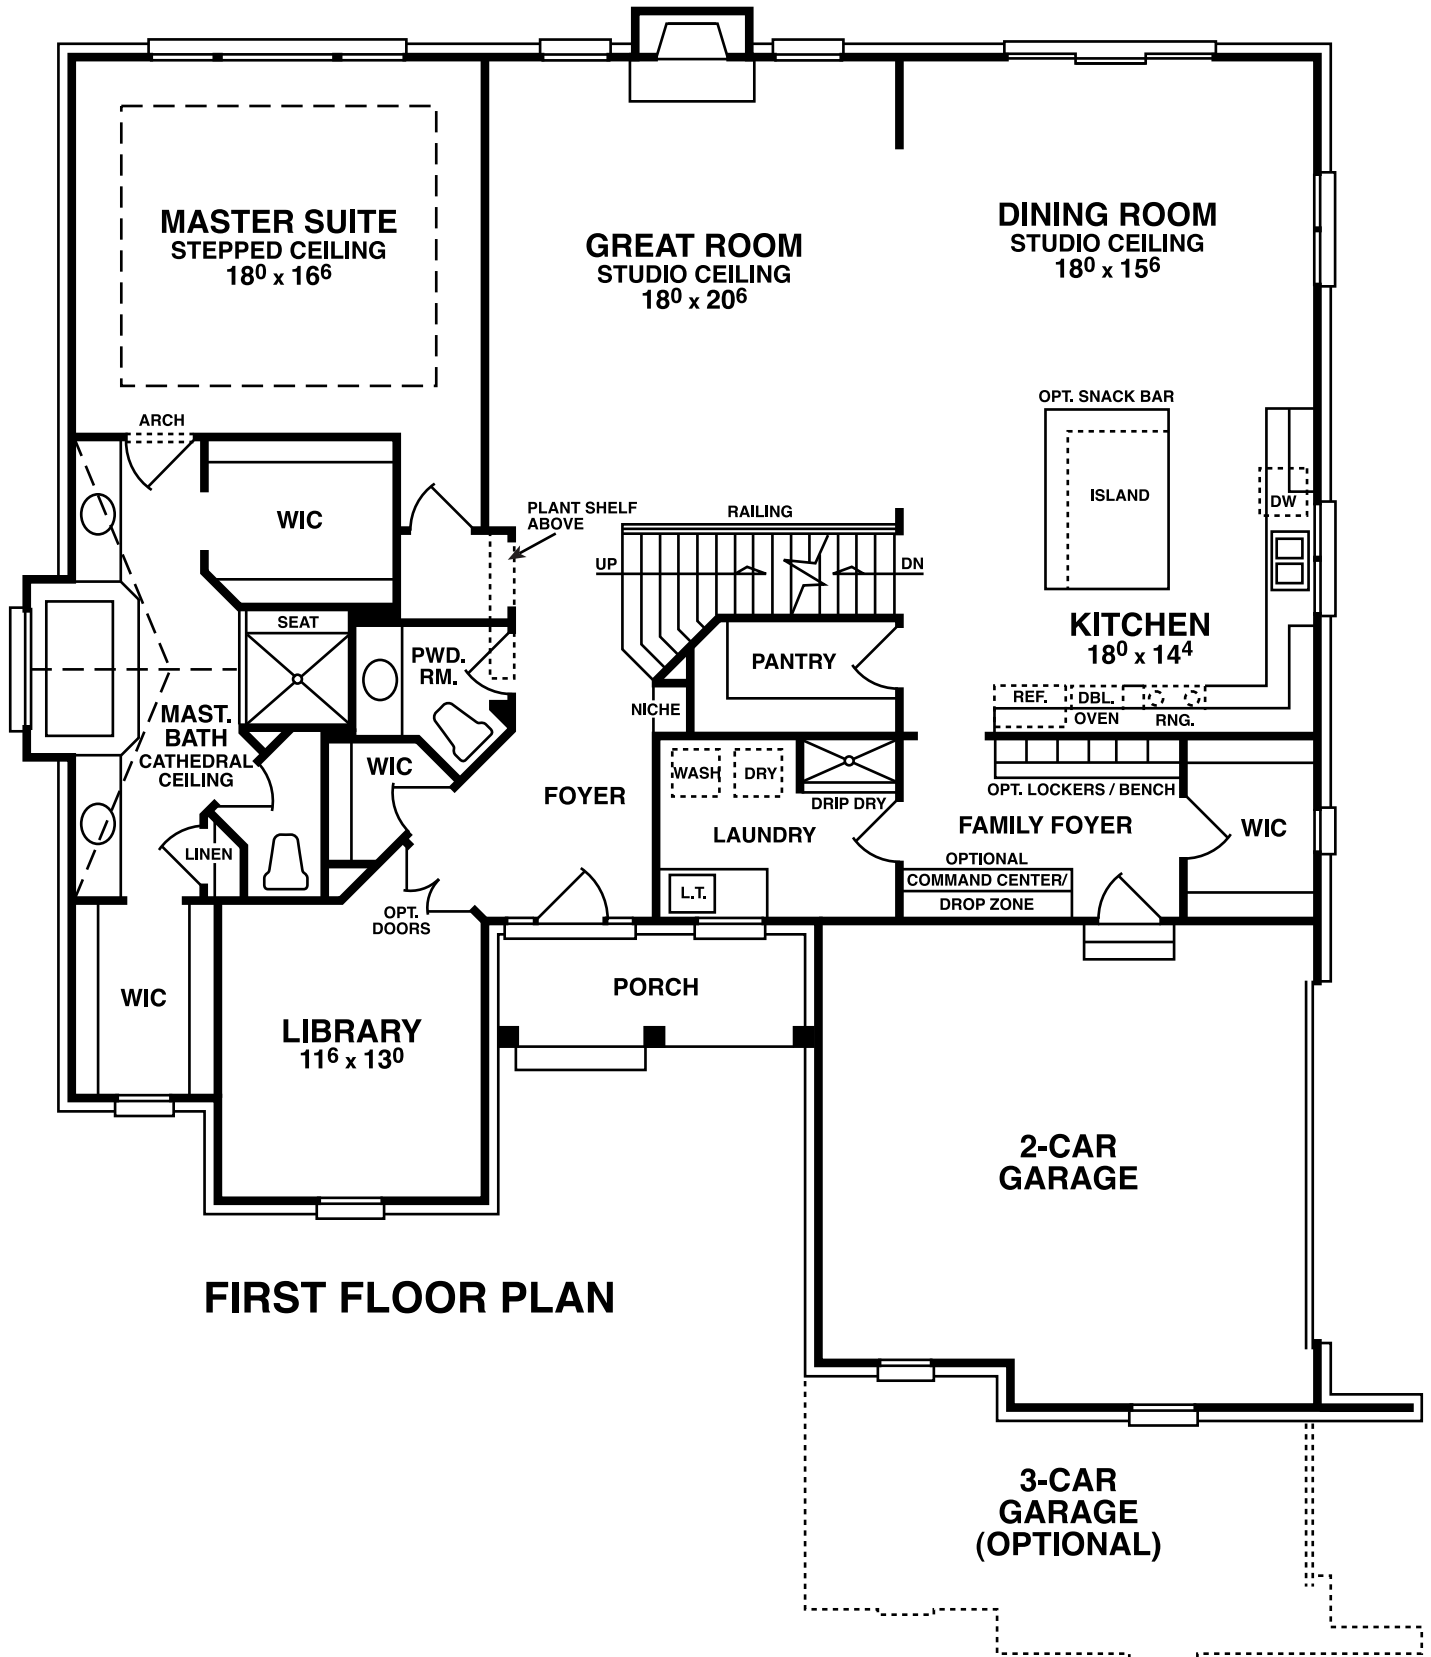 MASTER SUITE
STEPPED CEILING
18⁰ x 16⁶
GREAT ROOM
STUDIO CEILING
18⁰ x 20⁶
DINING ROOM
STUDIO CEILING
18⁰ x 15⁶
ARCH
WIC
PLANT SHELF
ABOVE
RAILING
UP
DN
OPT. SNACK BAR
ISLAND
DW
KITCHEN
18⁰ x 14⁴
SEAT
PWD.
RM.
PANTRY
NICHE
REF.
DBL.
OVEN
RNG.
MAST.
BATH
CATHEDRAL
CEILING
WIC
FOYER
WASH
DRY
DRIP DRY
LAUNDRY
OPT. LOCKERS / BENCH
FAMILY FOYER
WIC
LINEN
OPTIONAL
COMMAND CENTER/
DROP ZONE
L.T.
OPT.
DOORS
WIC
LIBRARY
11⁶ x 13⁰
PORCH
2-CAR
GARAGE
FIRST FLOOR PLAN
3-CAR
GARAGE
(OPTIONAL)